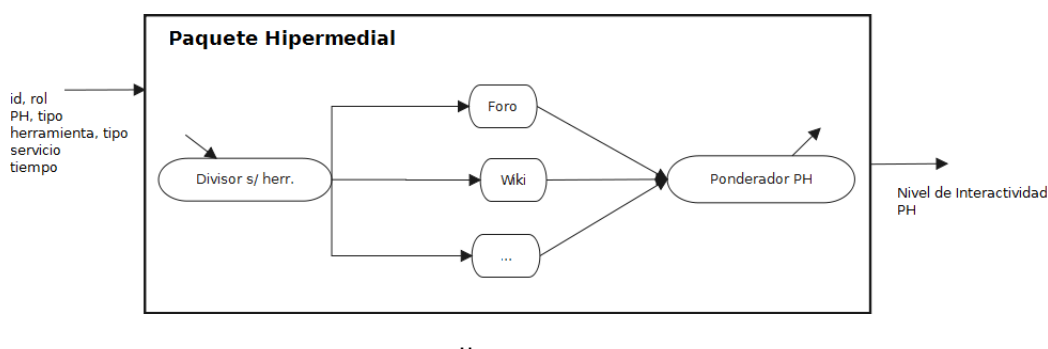 Paquete Hipermedial
id, rol
PH, tipo
herramienta, tipo
servicio
tiempo
Divisor s/ herr.
Foro
Wiki
...
Ponderador PH
Nivel de Interactividad
PH